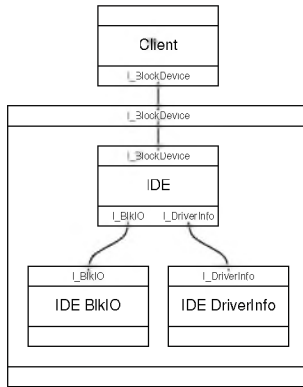 Client
I_BlockDevice
I_BlockDevice
I_BlockDevice
IDE
I_BlkIO I_DriverInfo
I_BlkIO I_DriverInfo
IDE BlkIO IDE DriverInfo